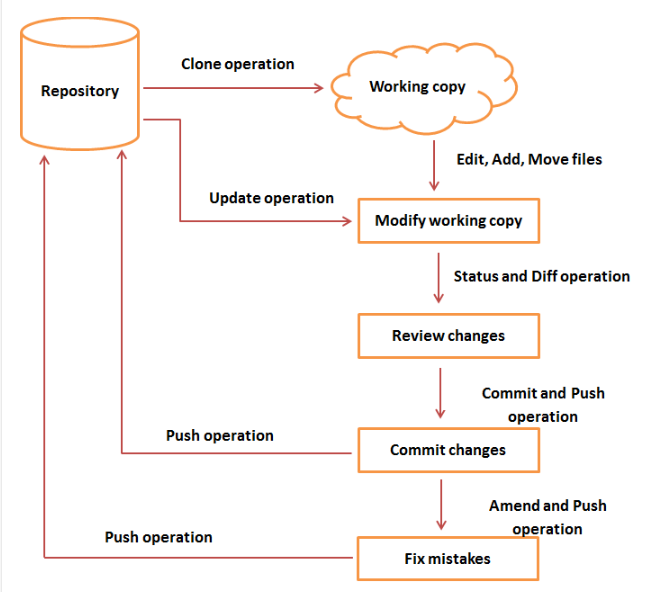 Clone operation
Repository
Working copy
Edit, Add, Move files
Update operation
Modify working copy
Status and Diff operation
Review changes
Commit and Push
operation
Push operation
Commit changes
Amend and Push
operation
Push operation
Fix mistakes